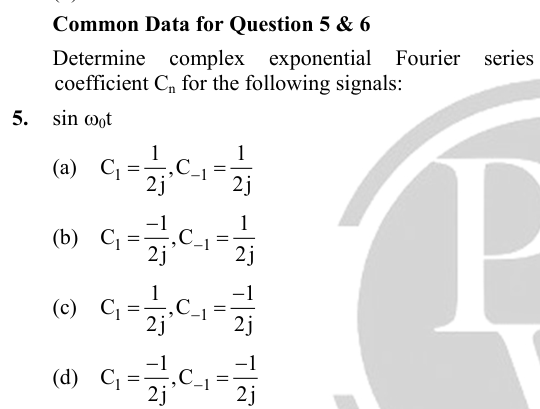 Common Data for Question 5 & 6
Determine complex exponential Fourier series
coefficient Cₙ for the following signals:
5. sin ω₀t
(a) C₁ = 1/2j, C₋₁ = 1/2j
(b) C₁ = −1/2j, C₋₁ = 1/2j
(c) C₁ = 1/2j, C₋₁ = −1/2j
(d) C₁ = −1/2j, C₋₁ = −1/2j